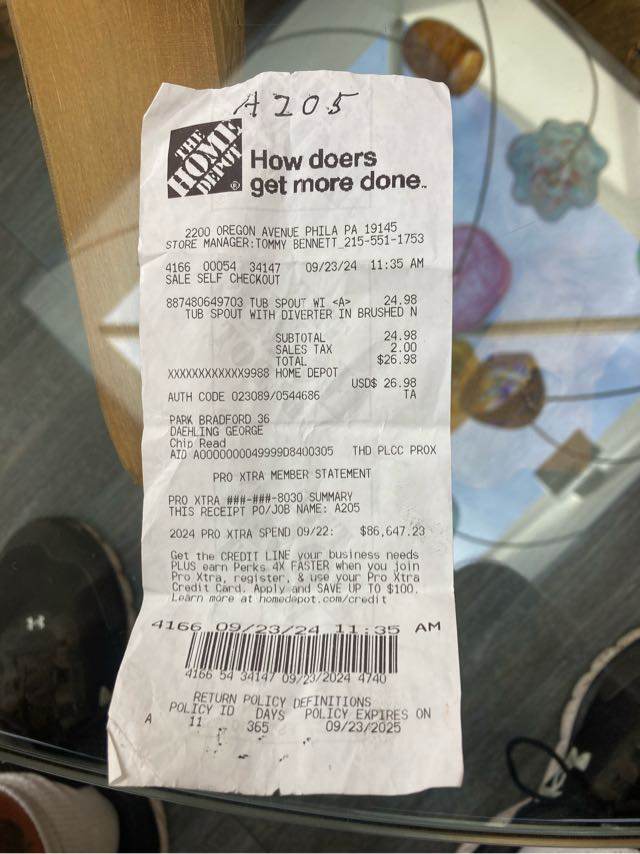 A205
THE HOME DEPOT ®
How doers
get more done™
2200 OREGON AVENUE PHILA PA 19145
STORE MANAGER:TOMMY BENNETT_215-551-1753
4166 00054 34147 09/23/24 11:35 AM
SALE SELF CHECKOUT
887480649703 TUB SPOUT WI <A> 24.98
TUB SPOUT WITH DIVERTER IN BRUSHED N
SUBTOTAL 24.98
SALES TAX 2.00
TOTAL $26.98
XXXXXXXXXXXX9988 HOME DEPOT
USD$ 26.98
AUTH CODE 023089/0544686 TA
PARK BRADFORD 36
DAEHLING GEORGE
Chip Read
AID A0000000049999D8400305 THD PLCC PROX
PRO XTRA MEMBER STATEMENT
PRO XTRA ###-###-8030 SUMMARY
THIS RECEIPT PO/JOB NAME: A205
2024 PRO XTRA SPEND 09/22: $86,647.23
Get the CREDIT LINE your business needs
PLUS earn Perks 4X FASTER when you join
Pro Xtra, register, & use your Pro Xtra
Credit Card. Apply and SAVE UP TO $100.
Learn more at homedepot.com/credit
4166 09/23/24 11:35 AM
4166 54 34147 09/23/2024 4740
RETURN POLICY DEFINITIONS
POLICY ID DAYS POLICY EXPIRES ON
A 11 365 09/23/2025